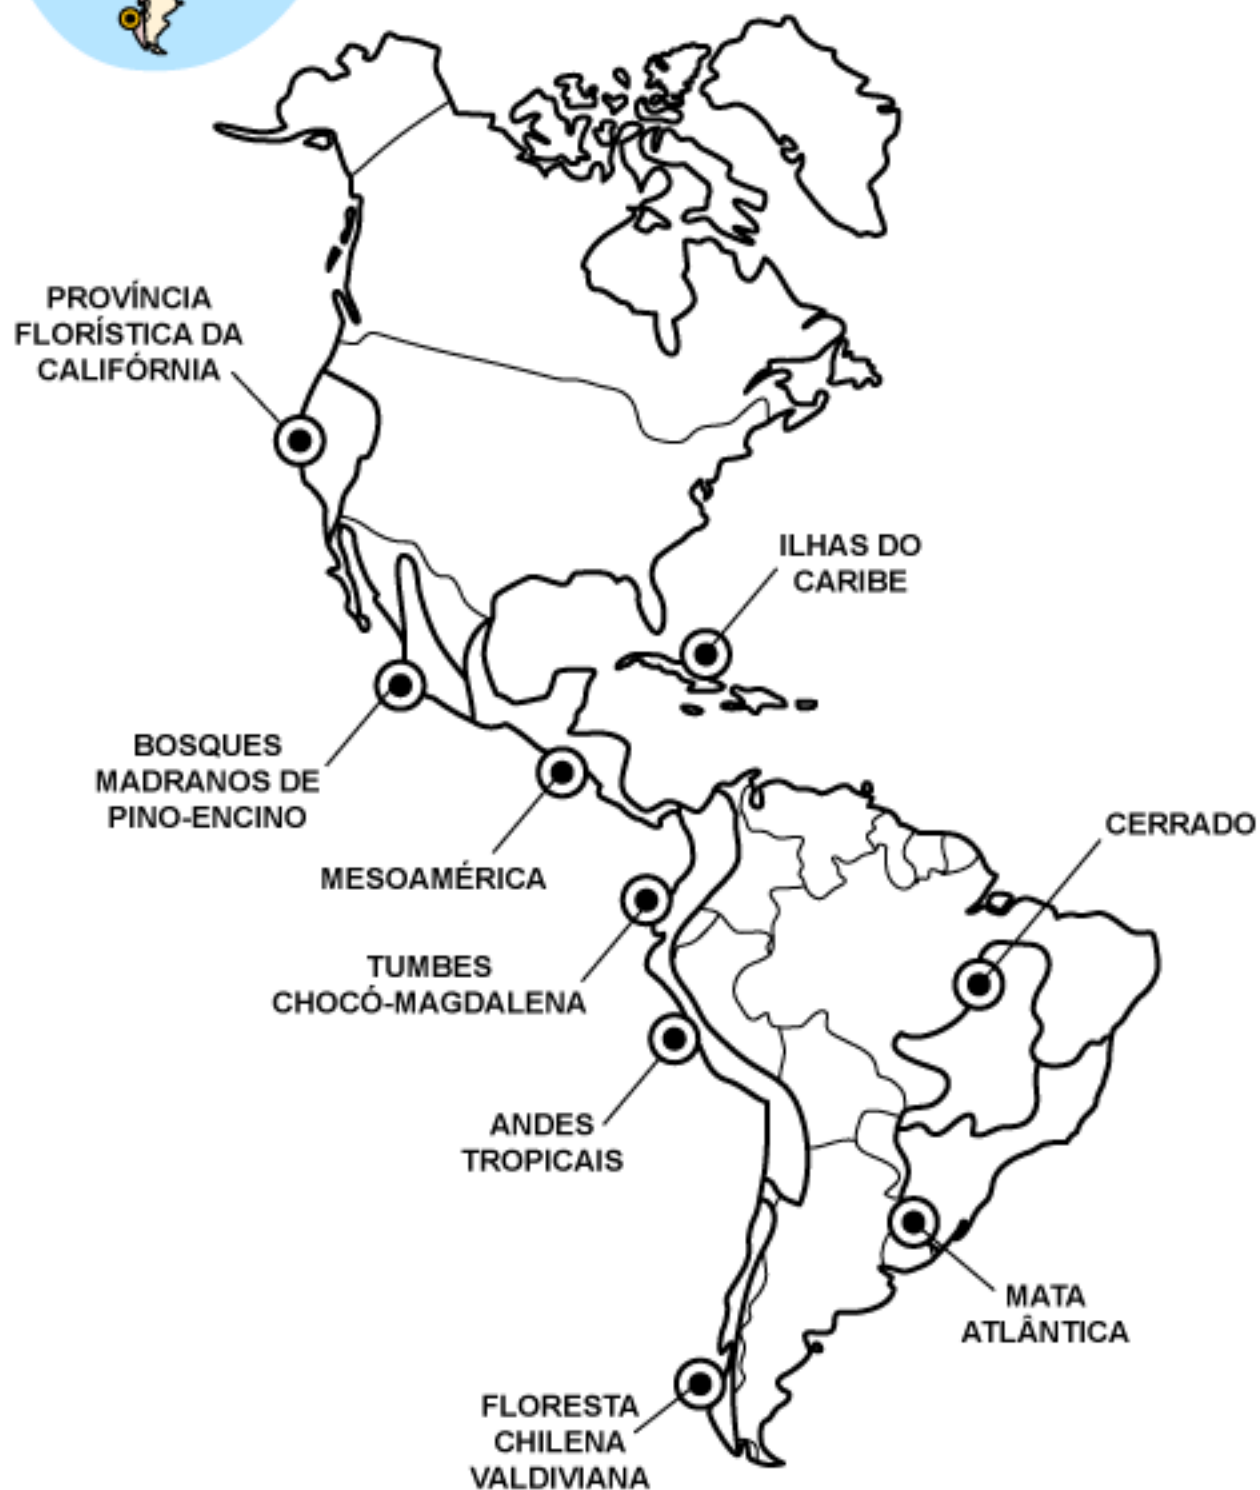 PROVÍNCIA
FLORÍSTICA DA
CALIFÓRNIA
ILHAS DO
CARIBE
BOSQUES
MADRANOS DE
PINO-ENCINO
MESOAMÉRICA
CERRADO
TUMBES
CHOCÓ-MAGDALENA
ANDES
TROPICAIS
MATA
ATLÂNTICA
FLORESTA
CHILENA
VALDIVIANA